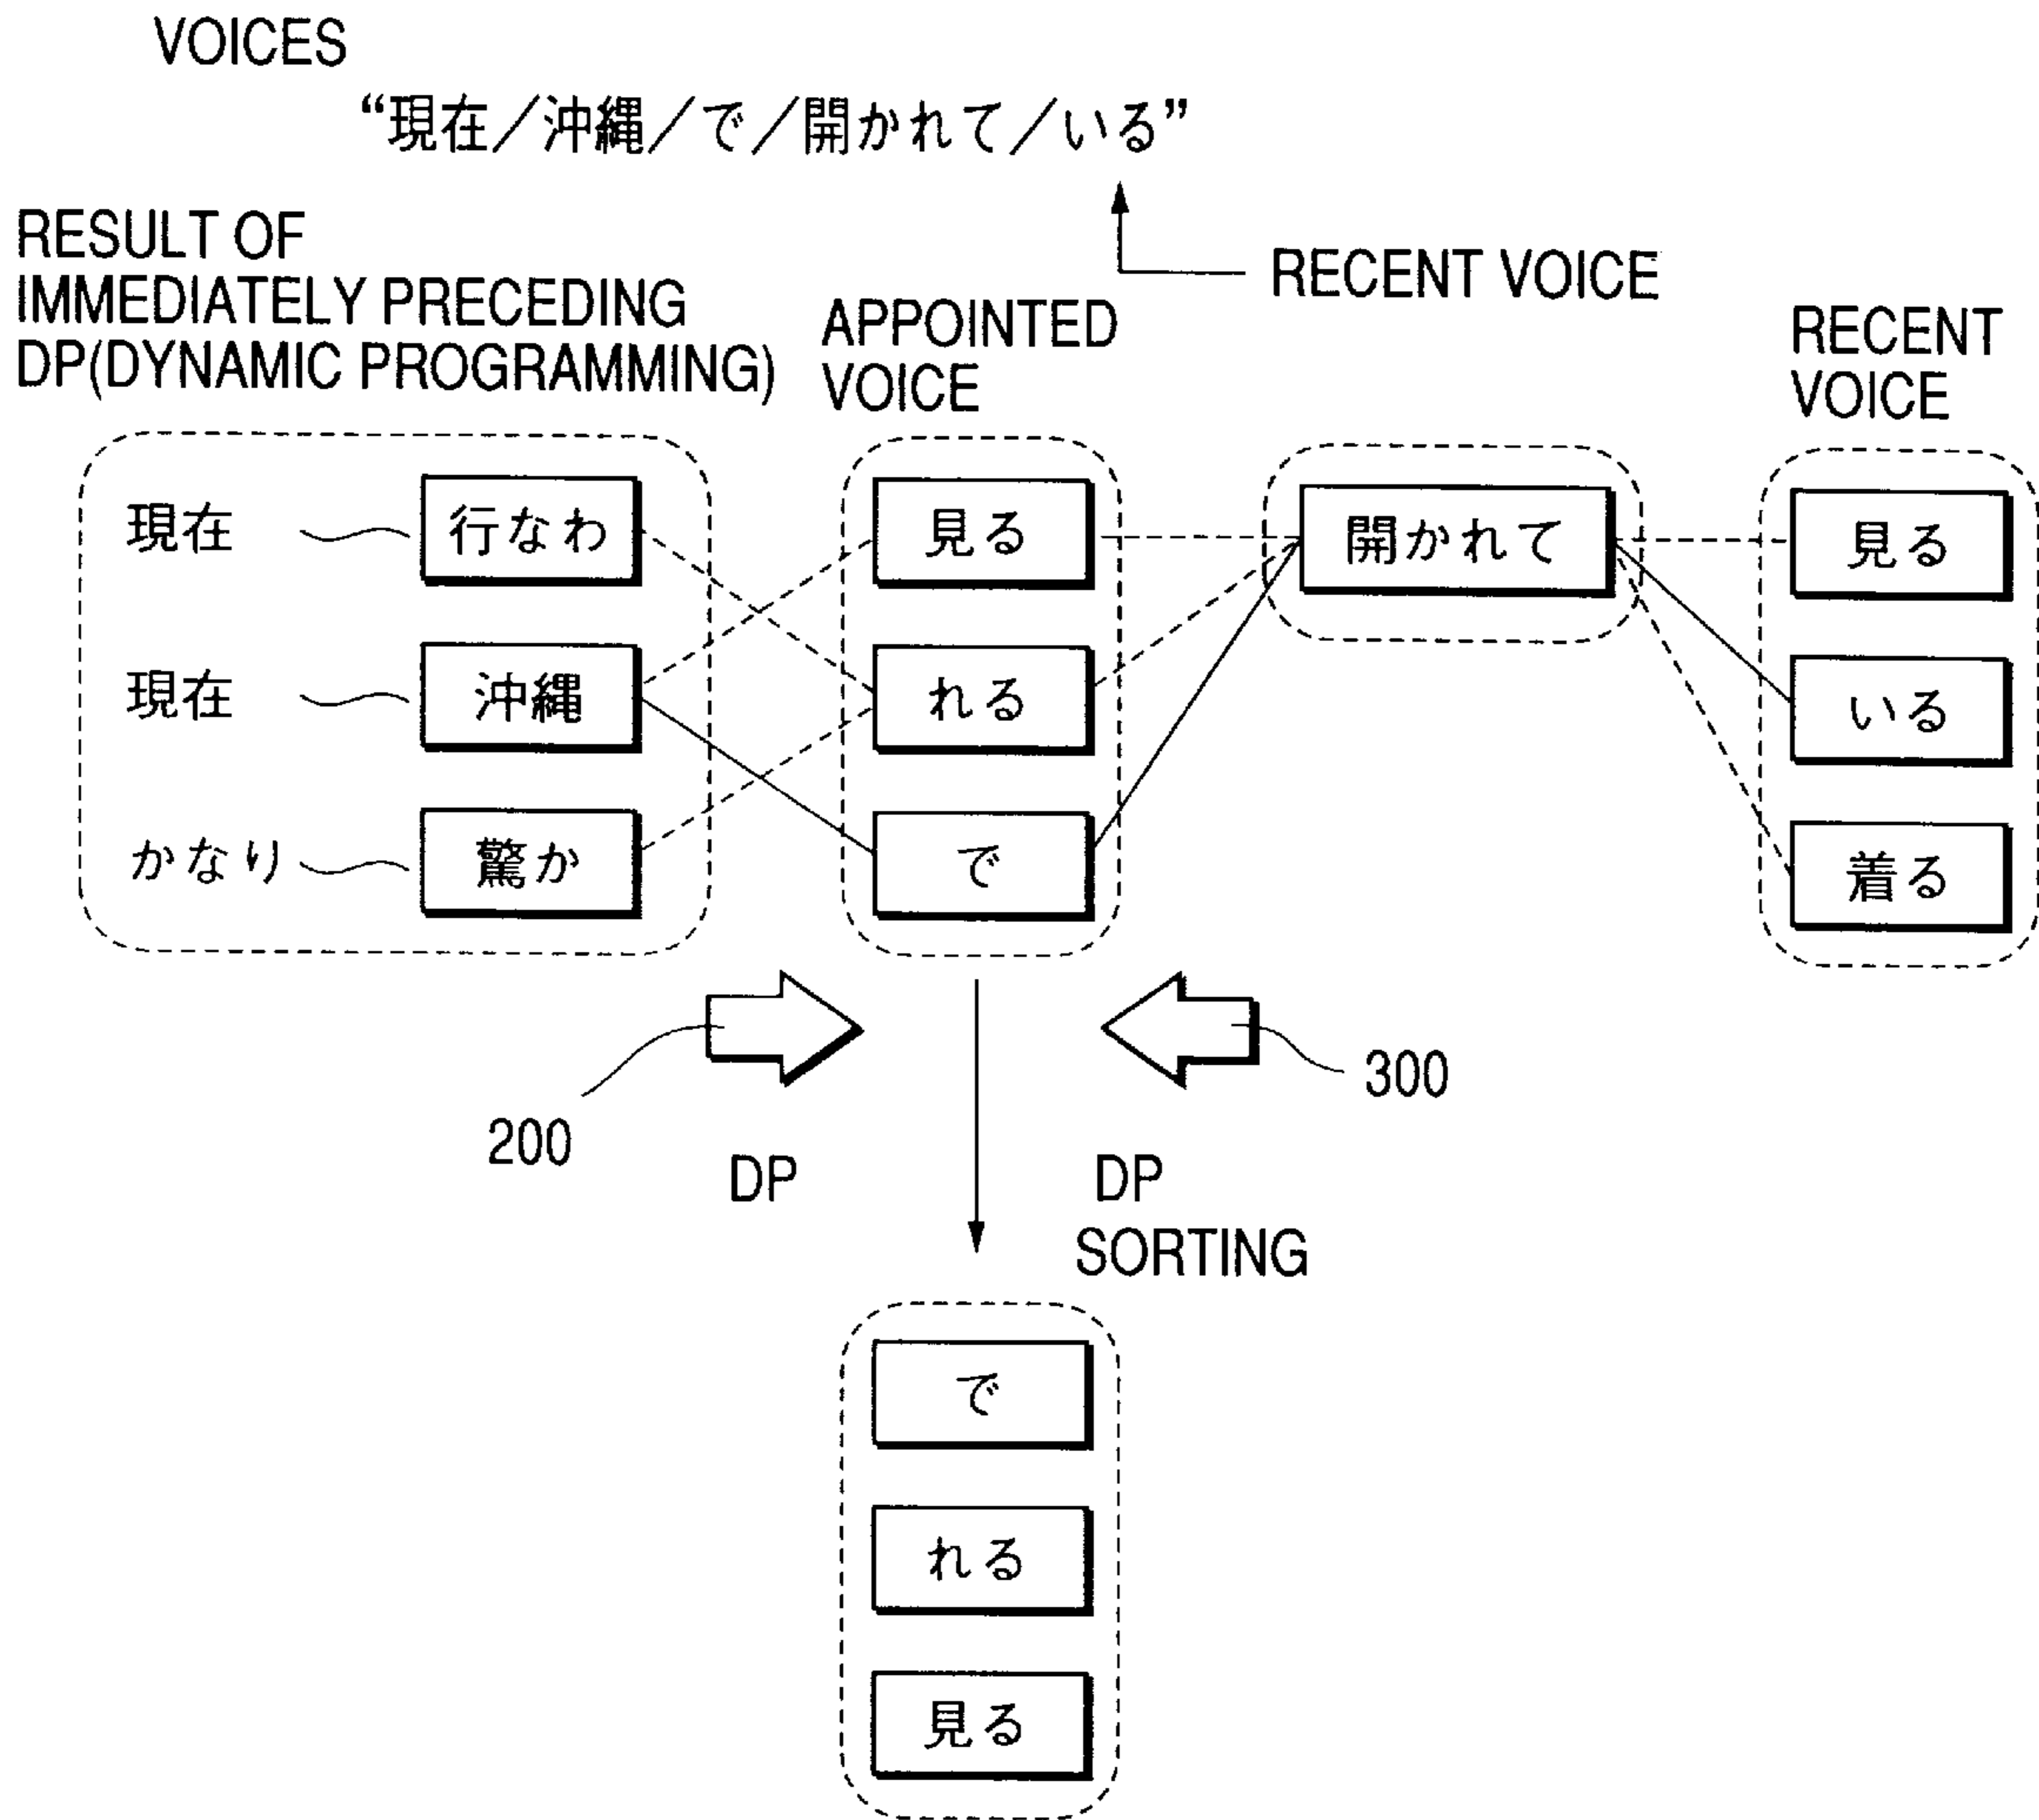 VOICES
“現在／沖縄／で／開かれて／いる”
RECENT VOICE
RESULT OF
IMMEDIATELY PRECEDING
DP(DYNAMIC PROGRAMMING)
APPOINTED
VOICE
RECENT
VOICE
現在 行なわ 見る 開かれて 見る
現在 沖縄 れる いる
かなり 驚か で 着る
200 300
DP DP
SORTING
で
れる
見る